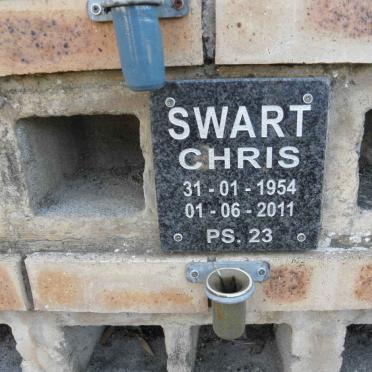 SWART
CHRIS
31 - 01 - 1954
01 - 06 - 2011
PS. 23